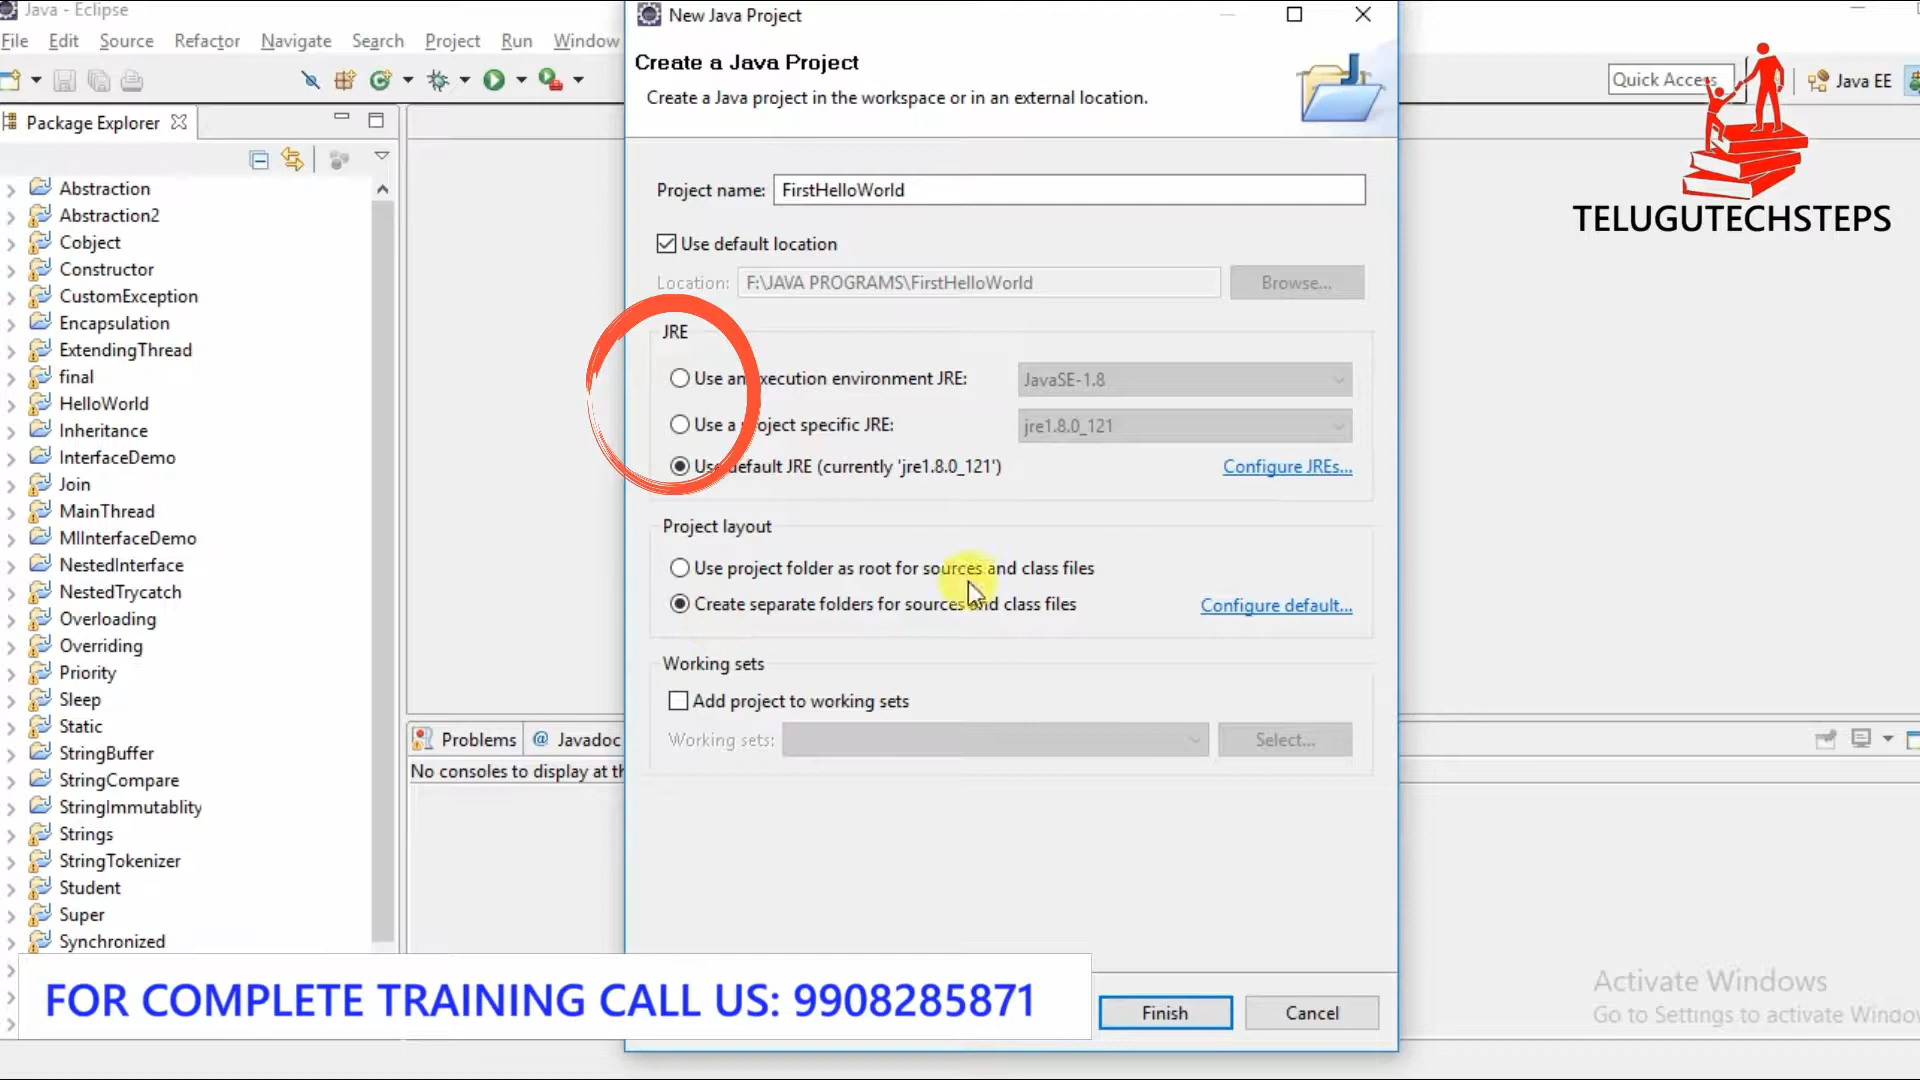 Java - Eclipse
File Edit Source Refactor Navigate Search Project Run Window
Quick Access
Java EE
Package Explorer
Abstraction
Abstraction2
Cobject
Constructor
CustomException
Encapsulation
ExtendingThread
final
HelloWorld
Inheritance
InterfaceDemo
Join
MainThread
MIInterfaceDemo
NestedInterface
NestedTrycatch
Overloading
Overriding
Priority
Sleep
Static
StringBuffer
StringCompare
StringImmutablity
Strings
StringTokenizer
Student
Super
Synchronized
New Java Project
Create a Java Project
Create a Java project in the workspace or in an external location.
Project name: FirstHelloWorld
Use default location
Location: F:\JAVA PROGRAMS\FirstHelloWorld Browse...
JRE
Use an execution environment JRE: JavaSE-1.8
Use a project specific JRE: jre1.8.0_121
Use default JRE (currently 'jre1.8.0_121') Configure JREs...
Project layout
Use project folder as root for sources and class files
Create separate folders for sources and class files Configure default...
Working sets
Add project to working sets
Working sets: Select...
Finish Cancel
Problems @ Javadoc
No consoles to display at th
TELUGUTECHSTEPS
FOR COMPLETE TRAINING CALL US: 9908285871
Activate Windows
Go to Settings to activate Windo